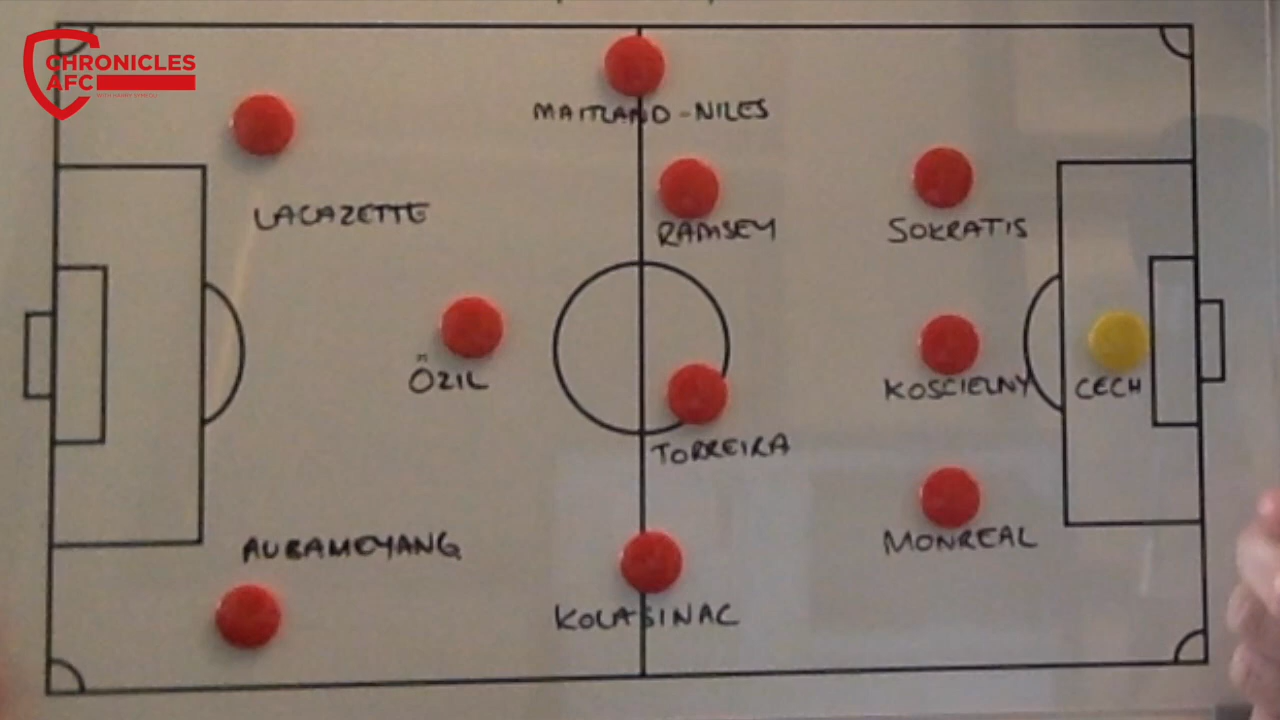 CHRONICLES
AFC
MAITLAND-NILES
LACAZETTE
RAMSEY
SOKRATIS
ÖZIL
KOSCIELNY
CECH
TORREIRA
AUBAMEYANG
MONREAL
KOLASINAC